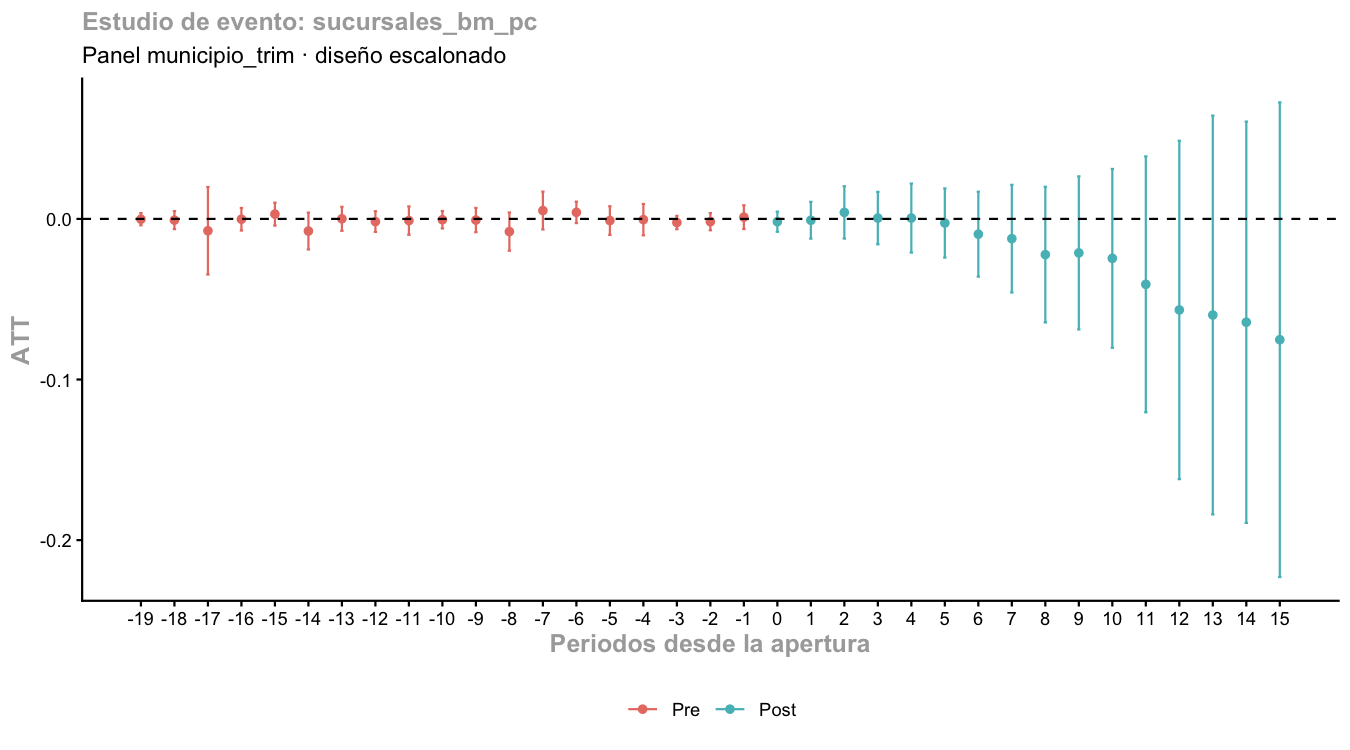 Estudio de evento: sucursales_bm_pc
Panel municipio_trim · diseño escalonado
ATT
0.0
-0.1
-0.2
-19 -18 -17 -16 -15 -14 -13 -12 -11 -10 -9 -8 -7 -6 -5 -4 -3 -2 -1 0 1 2 3 4 5 6 7 8 9 10 11 12 13 14 15
Periodos desde la apertura
Pre Post